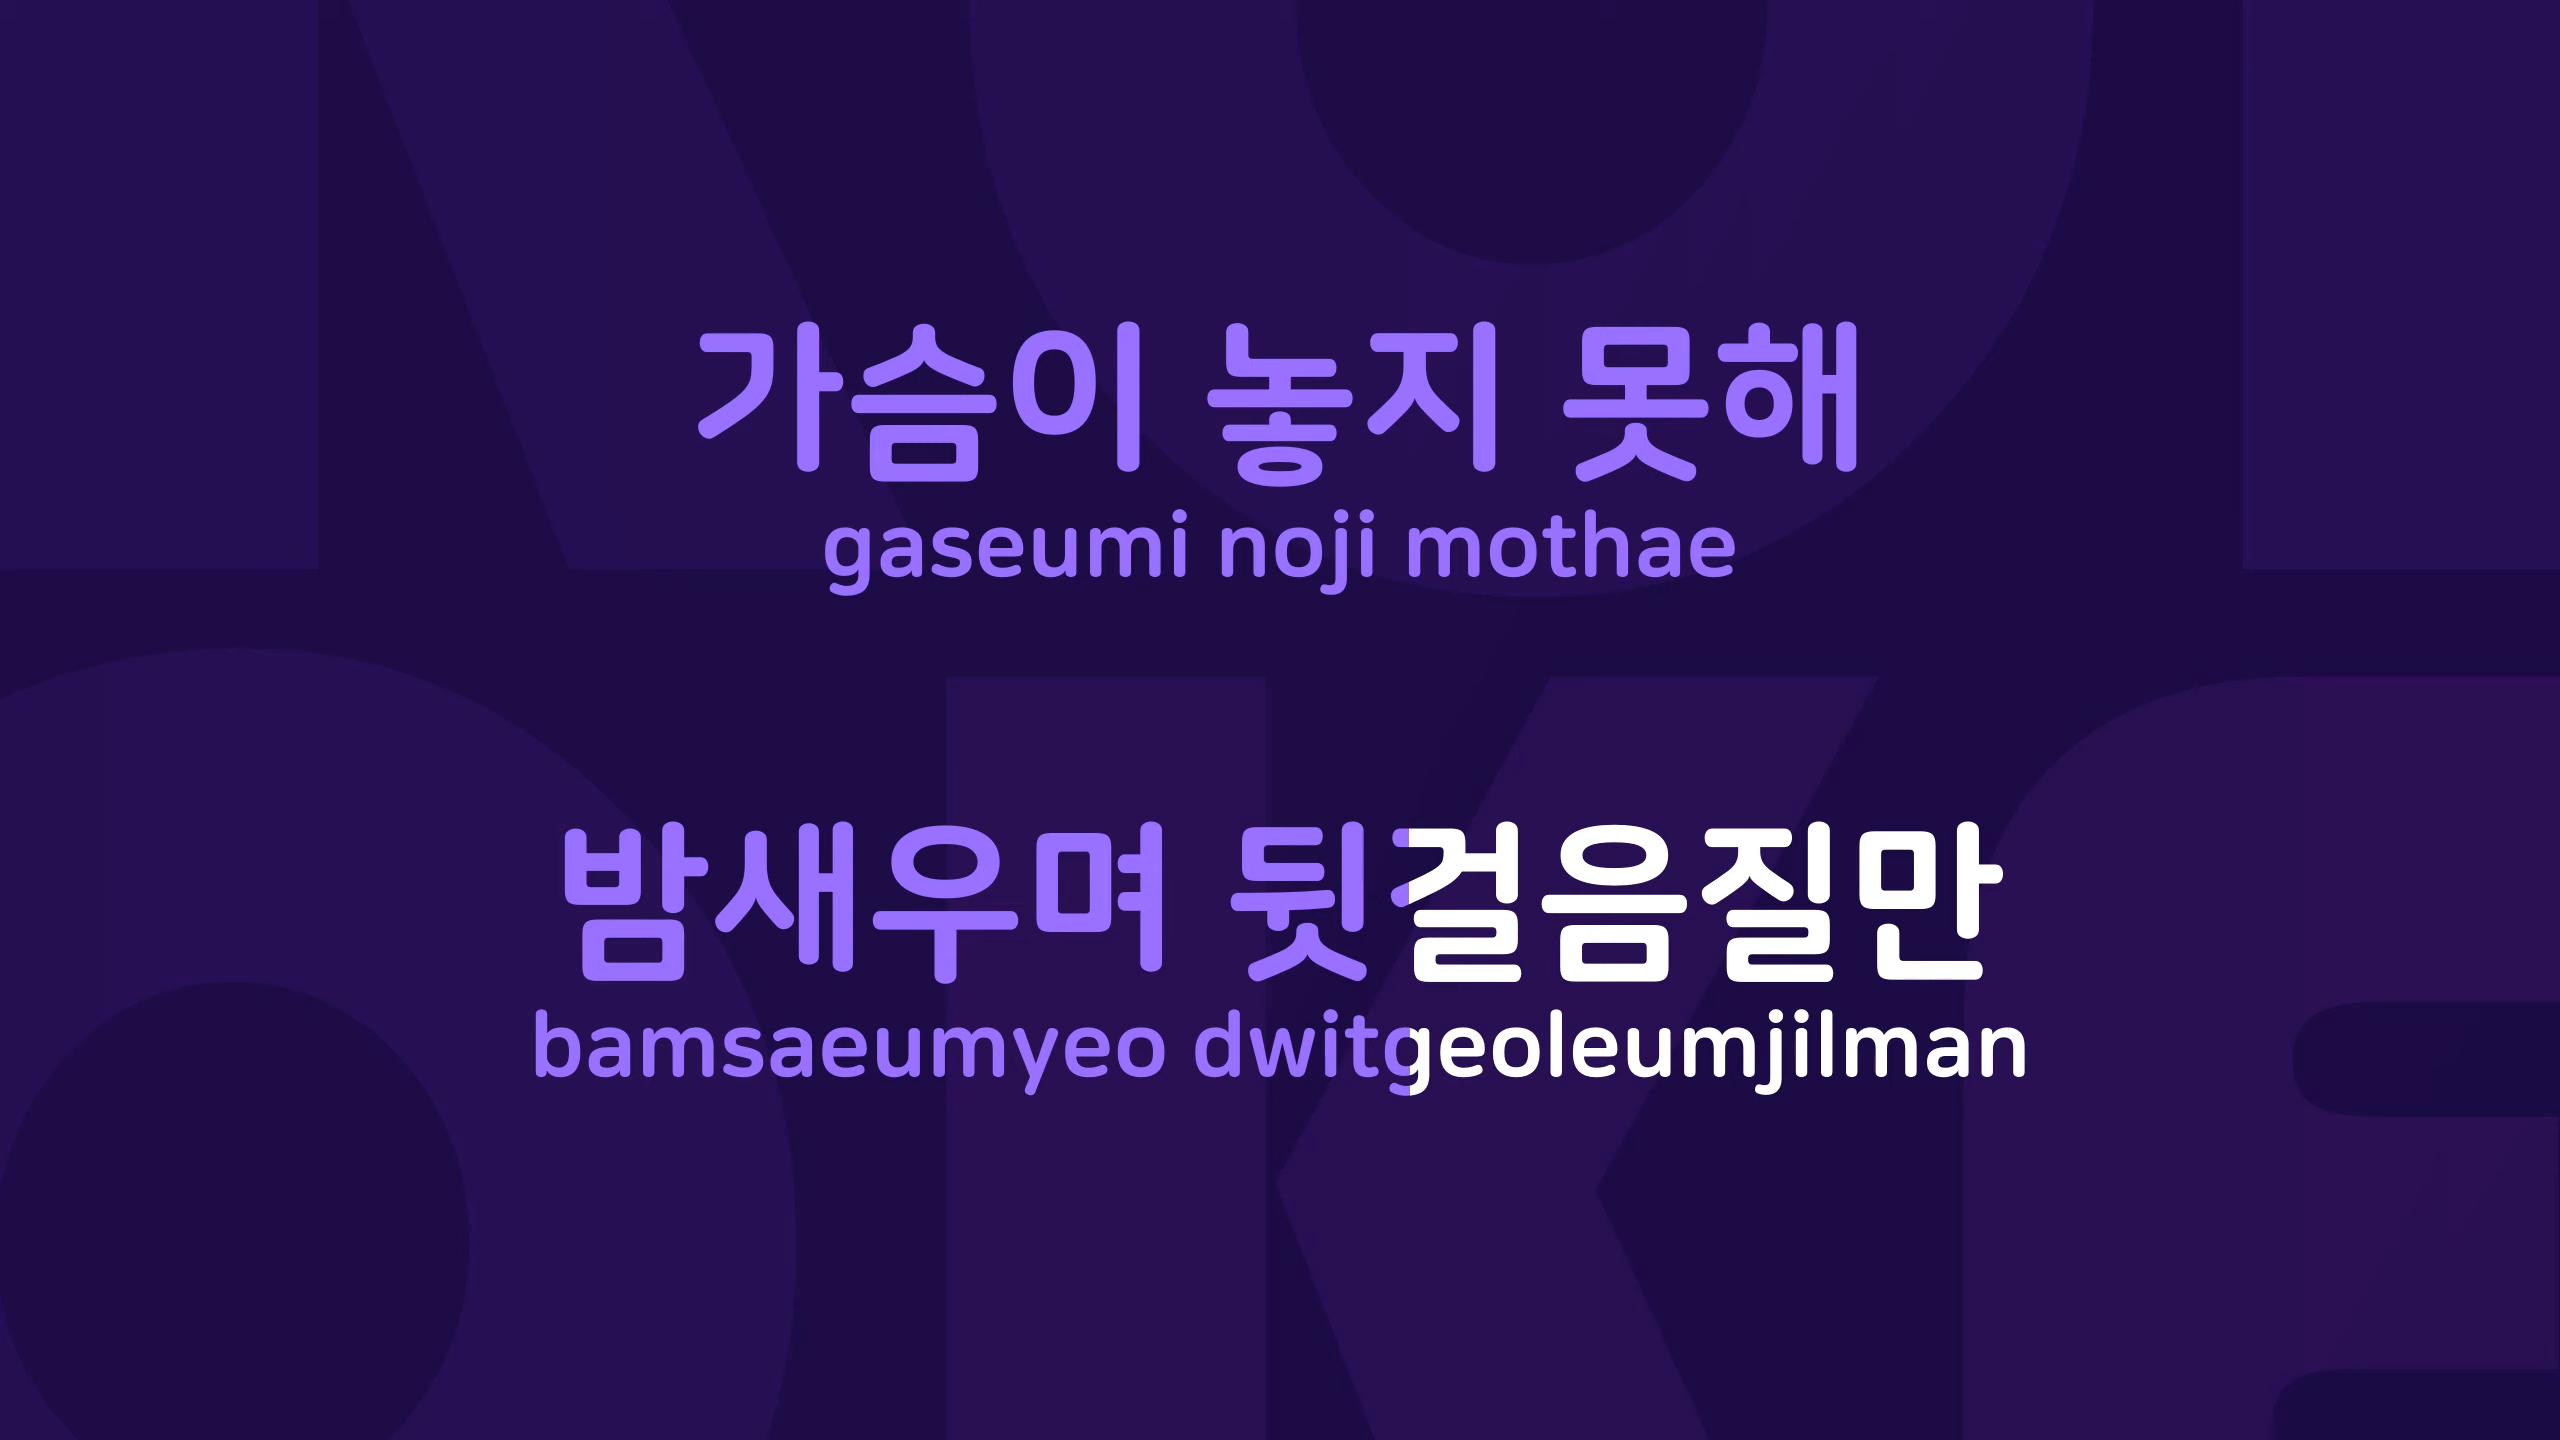 가슴이 놓지 못해
gaseumi noji mothae
밤새우며 뒷걸음질만
bamsaeumyeo dwitgeoleumjilman